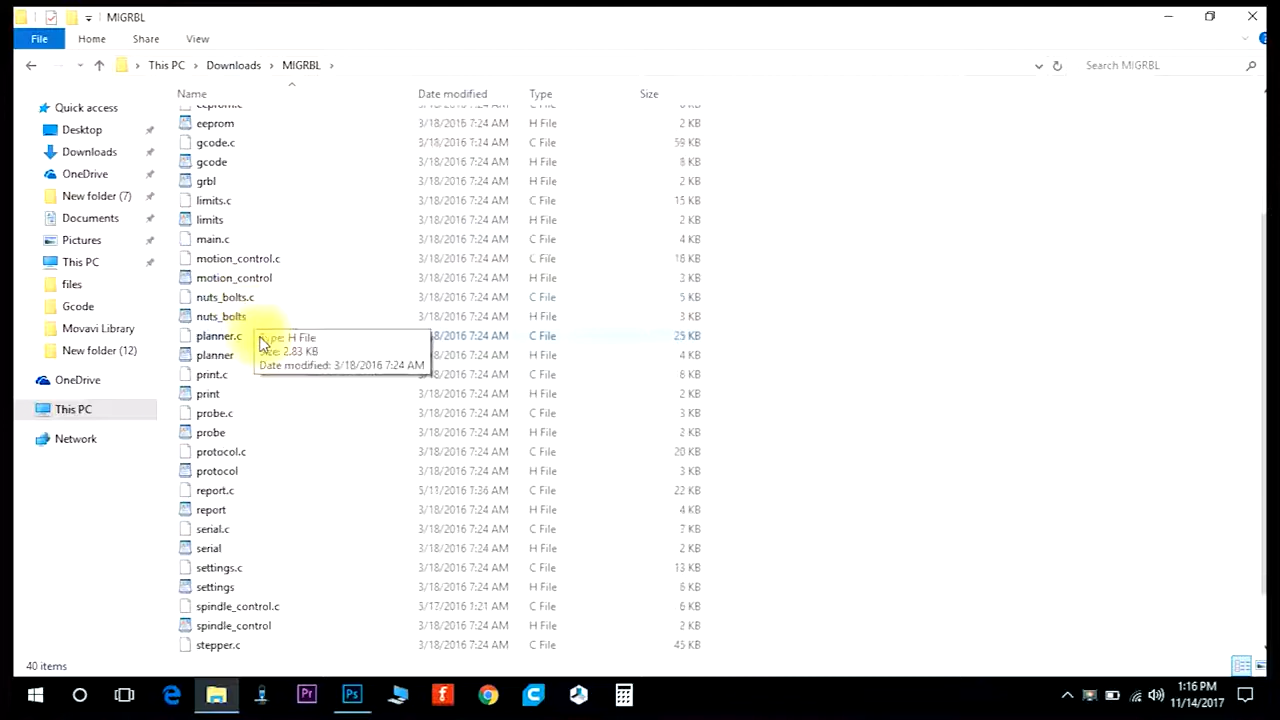 MIGRBL
File Home Share View
This PC Downloads MIGRBL Search MIGRBL
Name Date modified Type Size
Quick access
Desktop
Downloads
OneDrive
New folder (7)
Documents
Pictures
This PC
files
Gcode
Movavi Library
New folder (12)
OneDrive
This PC
Network
eeprom 3/18/2016 7:24 AM H File 2 KB
gcode.c 3/18/2016 7:24 AM C File 59 KB
gcode 3/18/2016 7:24 AM H File 8 KB
grbl 3/18/2016 7:24 AM H File 2 KB
limits.c 3/18/2016 7:24 AM C File 15 KB
limits 3/18/2016 7:24 AM H File 2 KB
main.c 3/18/2016 7:24 AM C File 4 KB
motion_control.c 3/18/2016 7:24 AM C File 16 KB
motion_control 3/18/2016 7:24 AM H File 3 KB
nuts_bolts.c 3/18/2016 7:24 AM C File 5 KB
nuts_bolts 3/18/2016 7:24 AM H File 3 KB
planner.c 3/18/2016 7:24 AM C File 25 KB
planner 3/18/2016 7:24 AM H File 4 KB
print.c 3/18/2016 7:24 AM C File 6 KB
print 3/18/2016 7:24 AM H File 3 KB
probe.c 3/18/2016 7:24 AM C File 3 KB
probe 3/18/2016 7:24 AM H File 2 KB
protocol.c 3/18/2016 7:24 AM C File 20 KB
protocol 3/18/2016 7:24 AM H File 3 KB
report.c 5/11/2016 1:36 AM C File 22 KB
report 3/18/2016 7:24 AM H File 4 KB
serial.c 3/18/2016 7:24 AM C File 7 KB
serial 3/18/2016 7:24 AM H File 2 KB
settings.c 3/18/2016 7:24 AM C File 13 KB
settings 3/18/2016 7:24 AM H File 6 KB
spindle_control.c 5/17/2016 1:21 AM C File 6 KB
spindle_control 3/18/2016 7:24 AM H File 2 KB
stepper.c 3/18/2016 7:24 AM C File 45 KB
Type: H File
Size: 2.83 KB
Date modified: 3/18/2016 7:24 AM
40 items
1:16 PM
11/14/2017